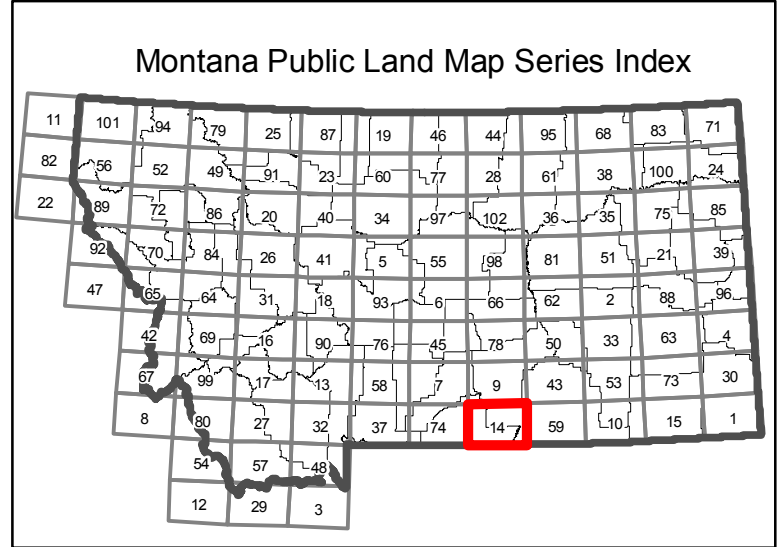 Montana Public Land Map Series Index
11 101 94 79 25 87 19 46 44 95 68 83 71
82 56 52 49 91 23 60 77 28 61 38 100 24
22 89 72 86 20 40 34 97 102 36 35 75 85
92 70 84 26 41 5 55 98 81 51 21 39
47 65 64 31 18 93 6 66 62 2 88 96
42 69 16 90 76 45 78 50 33 63 4
67 99 17 13 58 7 9 43 53 73 30
8 80 27 32 37 74 14 59 10 15 1
54 57 48
12 29 3